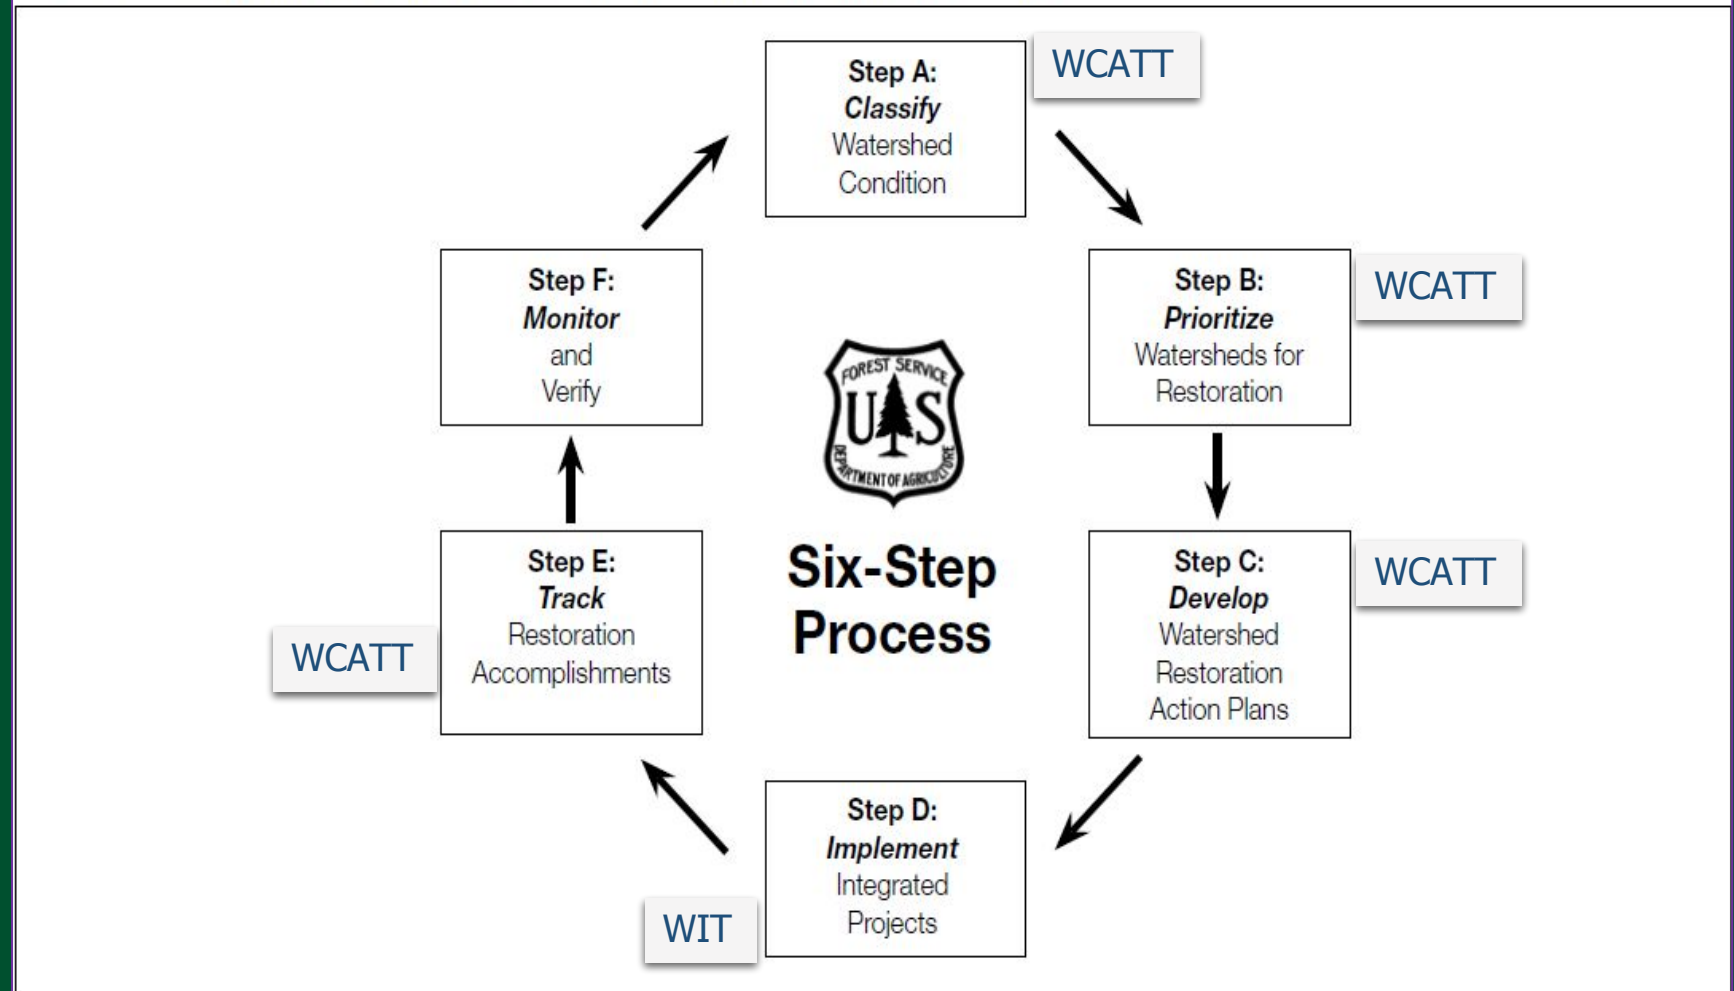 Step A:
Classify
Watershed
Condition
WCATT
Step B:
Prioritize
Watersheds for
Restoration
WCATT
Step C:
Develop
Watershed
Restoration
Action Plans
WCATT
Step D:
Implement
Integrated
Projects
WIT
Step E:
Track
Restoration
Accomplishments
WCATT
Step F:
Monitor
and
Verify
FOREST SERVICE
U S
DEPARTMENT OF AGRICULTURE
Six-Step
Process